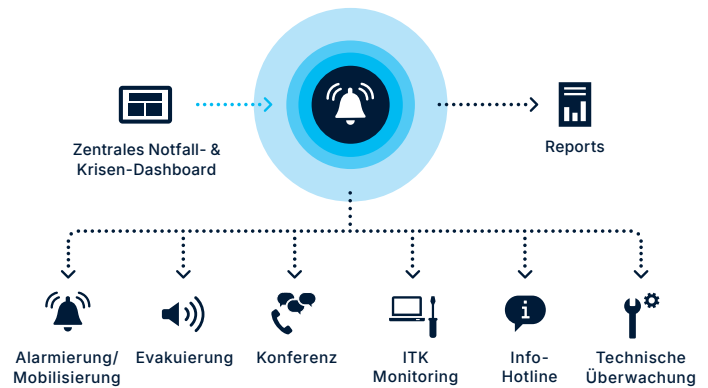 Zentrales Notfall- &
Krisen-Dashboard
Reports
Alarmierung/
Mobilisierung
Evakuierung
Konferenz
ITK
Monitoring
Info-
Hotline
Technische
Überwachung